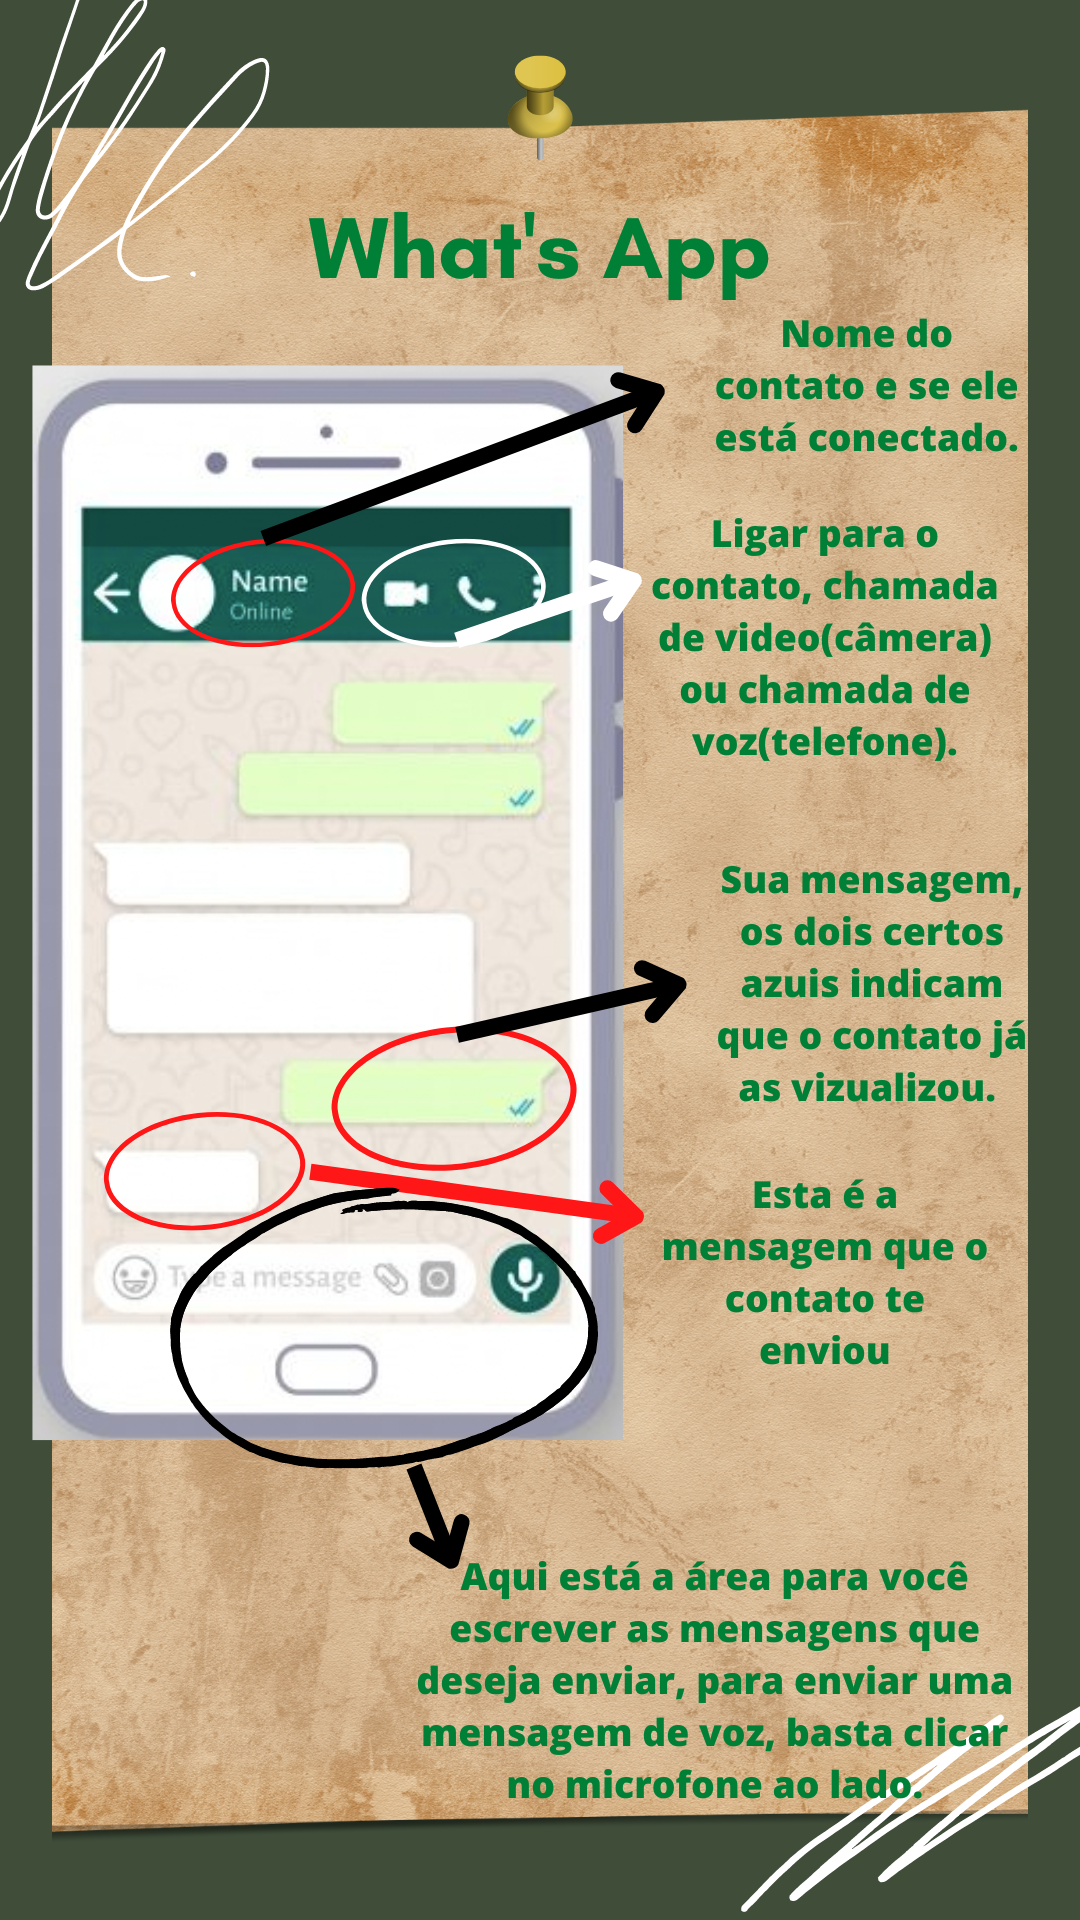 What's App
Nome do
contato e se ele
está conectado.
Name
Online
Ligar para o
contato, chamada
de video(câmera)
ou chamada de
voz(telefone).
Sua mensagem,
os dois certos
azuis indicam
que o contato já
as vizualizou.
Esta é a
mensagem que o
contato te
enviou
Type a message
Aqui está a área para você
escrever as mensagens que
deseja enviar, para enviar uma
mensagem de voz, basta clicar
no microfone ao lado.